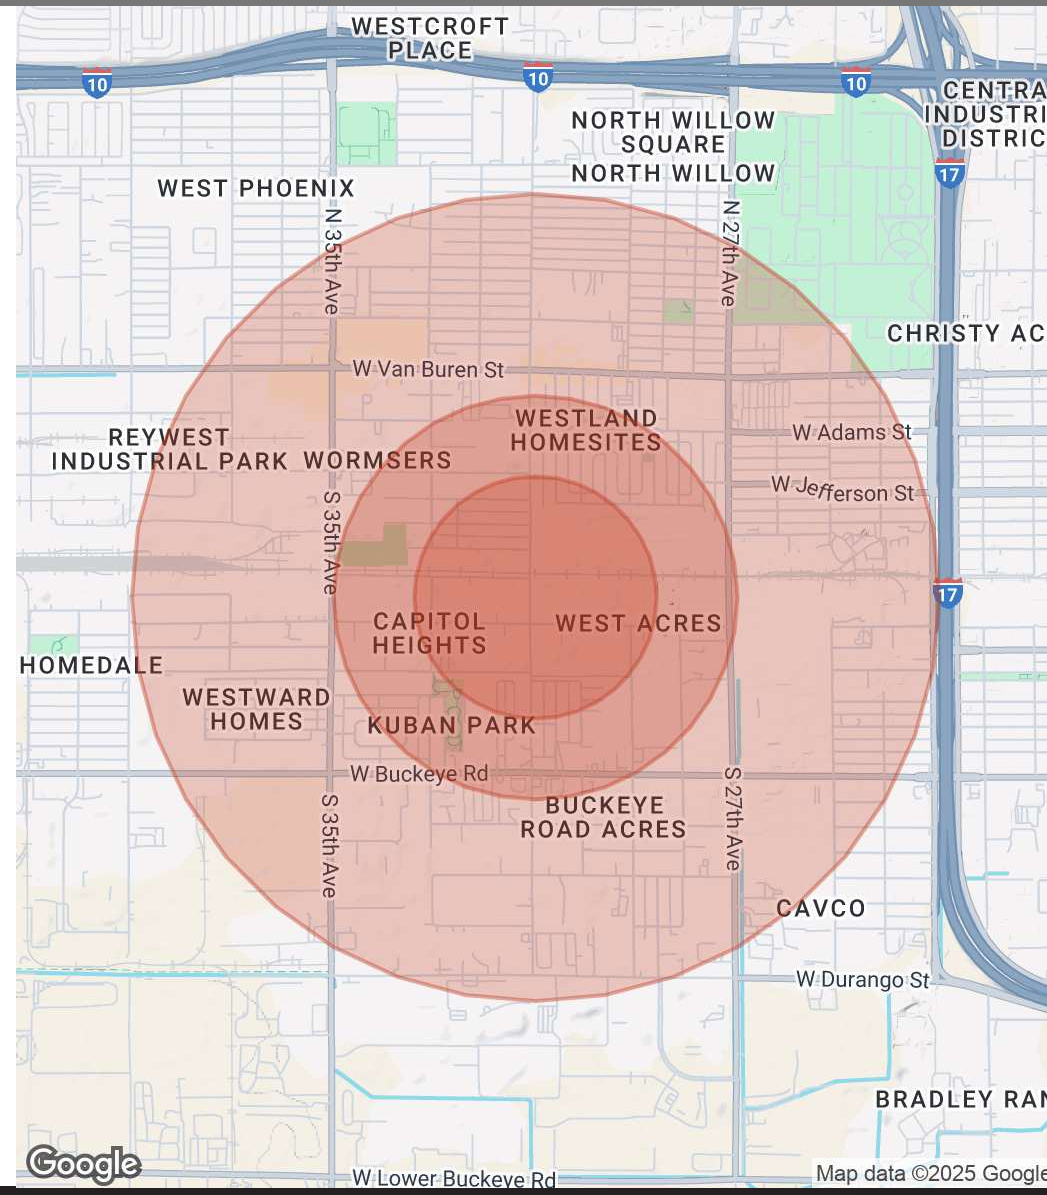 WESTCROFT
PLACE
10
10
10
CENTRA
INDUSTRI
DISTRIC
NORTH WILLOW
SQUARE
NORTH WILLOW
17
WEST PHOENIX
N 35th Ave
N 27th Ave
CHRISTY AC
W Van Buren St
WESTLAND
HOMESITES
W Adams St
REYWEST
INDUSTRIAL PARK
WORMSERS
W Jefferson St
S 35th Ave
17
CAPITOL
HEIGHTS
WEST ACRES
HOMEDALE
WESTWARD
HOMES
KUBAN PARK
W Buckeye Rd
S 27th Ave
S 35th Ave
BUCKEYE
ROAD ACRES
CAVCO
W Durango St
BRADLEY RAN
Google
W Lower Buckeye Rd
Map data ©2025 Google